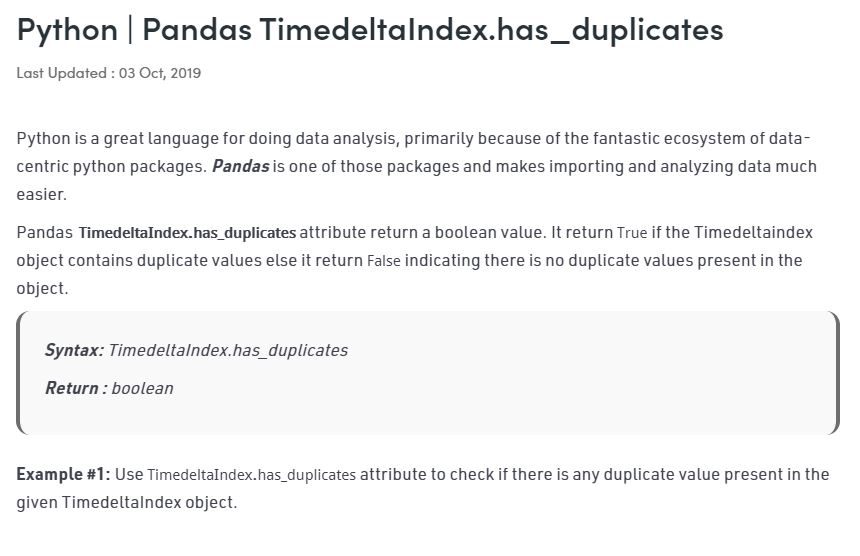 Python | Pandas TimedeltaIndex.has_duplicates
Last Updated : 03 Oct, 2019
Python is a great language for doing data analysis, primarily because of the fantastic ecosystem of data-
centric python packages. Pandas is one of those packages and makes importing and analyzing data much
easier.
Pandas TimedeltaIndex.has_duplicates attribute return a boolean value. It return True if the Timedeltaindex
object contains duplicate values else it return False indicating there is no duplicate values present in the
object.
Syntax: TimedeltaIndex.has_duplicates
Return : boolean
Example #1: Use TimedeltaIndex.has_duplicates attribute to check if there is any duplicate value present in the
given TimedeltaIndex object.